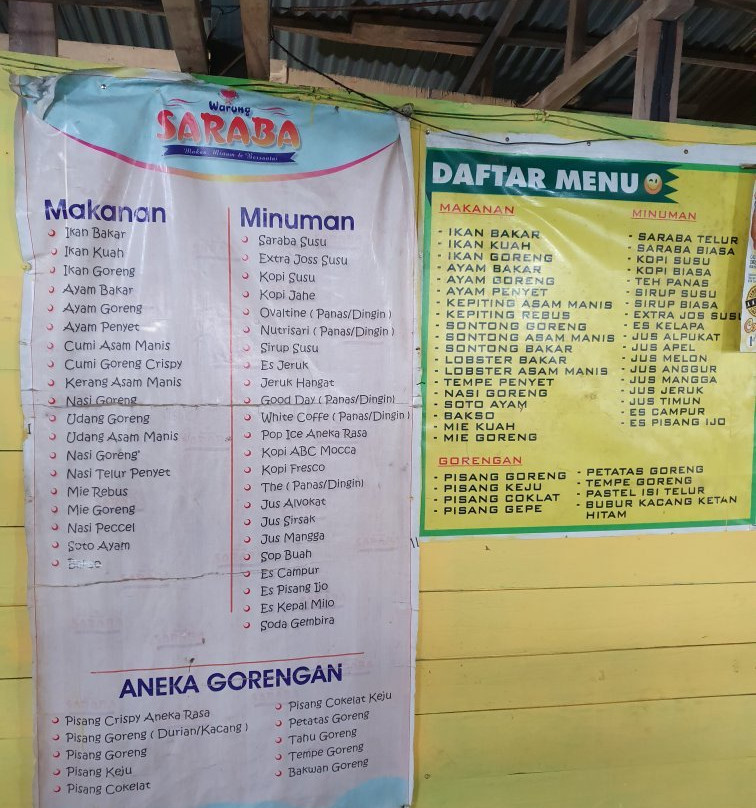 Warung
SARABA
Makan, Minum & Bersantai
Makanan
Ikan Bakar
Ikan Kuah
Ikan Goreng
Ayam Bakar
Ayam Goreng
Ayam Penyet
Cumi Asam Manis
Cumi Goreng Crispy
Kerang Asam Manis
Nasi Goreng
Udang Goreng
Udang Asam Manis
Nasi Goreng
Nasi Telur Penyet
Mie Rebus
Mie Goreng
Nasi Peccel
Soto Ayam
Minuman
Saraba Susu
Extra Joss Susu
Kopi Susu
Kopi Jahe
Ovaltine ( Panas/Dingin )
Nutrisari ( Panas/Dingin )
Sirup Susu
Es Jeruk
Jeruk Hangat
Good Day ( Panas/Dingin)
White Coffe ( Panas/Dingin )
Pop Ice Aneka Rasa
Kopi ABC Mocca
Kopi Fresco
The ( Panas/Dingin)
Jus Alvokat
Jus Sirsak
Jus Mangga
Sop Buah
Es Campur
Es Pisang Ijo
Es Kepal Milo
Soda Gembira
ANEKA GORENGAN
Pisang Crispy Aneka Rasa
Pisang Goreng ( Durian/Kacang )
Pisang Goreng
Pisang Keju
Pisang Cokelat
Pisang Cokelat Keju
Petatas Goreng
Tahu Goreng
Tempe Goreng
Bakwan Goreng
DAFTAR MENU
MAKANAN
- IKAN BAKAR
- IKAN KUAH
- IKAN GORENG
- AYAM BAKAR
- AYAM GORENG
- AYAM PENYET
- KEPITING ASAM MANIS
- KEPITING REBUS
- SONTONG GORENG
- SONTONG ASAM MANIS
- SONTONG BAKAR
- LOBSTER BAKAR
- LOBSTER ASAM MANIS
- TEMPE PENYET
- NASI GORENG
- SOTO AYAM
- BAKSO
- MIE KUAH
- MIE GORENG
MINUMAN
- SARABA TELUR
- SARABA BIASA
- KOPI SUSU
- KOPI BIASA
- TEH PANAS
- SIRUP SUSU
- SIRUP BIASA
- EXTRA JOS SUSU
- ES KELAPA
- JUS ALPUKAT
- JUS APEL
- JUS MELON
- JUS ANGGUR
- JUS MANGGA
- JUS JERUK
- JUS TIMUN
- ES CAMPUR
- ES PISANG IJO
GORENGAN
- PISANG GORENG
- PISANG KEJU
- PISANG COKLAT
- PISANG GEPE
- PETATAS GORENG
- TEMPE GORENG
- PASTEL ISI TELUR
- BUBUR KACANG KETAN
HITAM